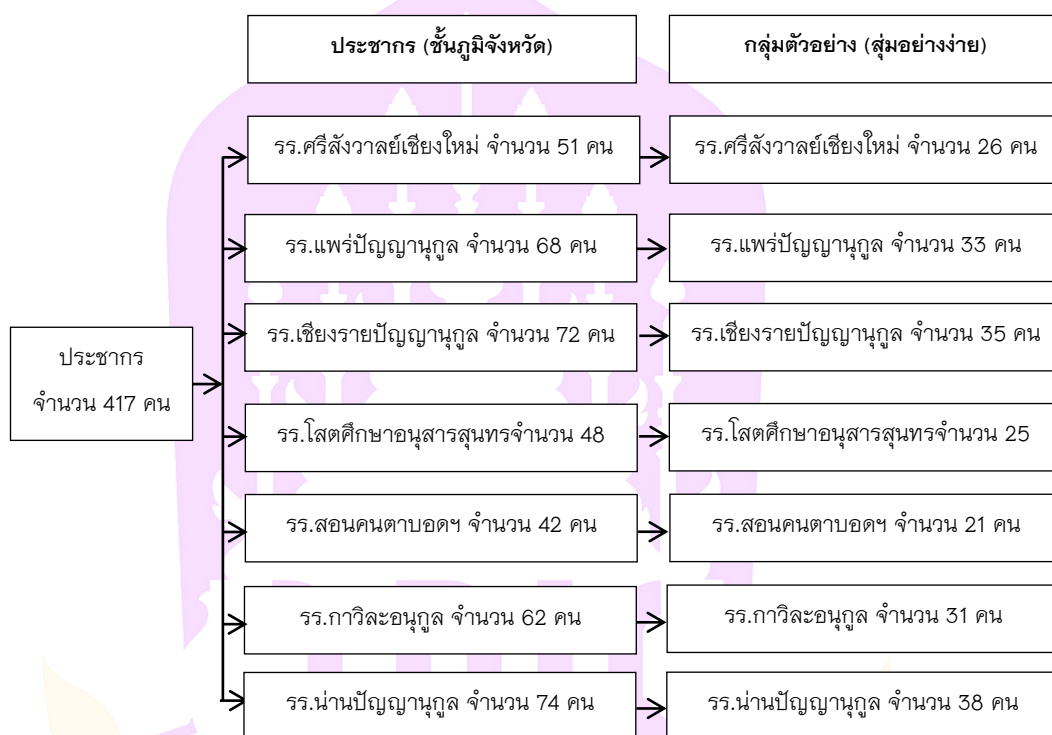 ประชากร (ชั้นภูมิจังหวัด)
กลุ่มตัวอย่าง (สุ่มอย่างง่าย)
รร.ศรีสังวาลย์เชียงใหม่ จำนวน 51 คน
รร.ศรีสังวาลย์เชียงใหม่ จำนวน 26 คน
รร.แพร่ปัญญานุกูล จำนวน 68 คน
รร.แพร่ปัญญานุกูล จำนวน 33 คน
รร.เชียงรายปัญญานุกูล จำนวน 72 คน
รร.เชียงรายปัญญานุกูล จำนวน 35 คน
ประชากร
จำนวน 417 คน
รร.โสตศึกษาอนุสารสุนทรจำนวน 48
รร.โสตศึกษาอนุสารสุนทรจำนวน 25
รร.สอนคนตาบอดฯ จำนวน 42 คน
รร.สอนคนตาบอดฯ จำนวน 21 คน
รร.กาวิละอนุกูล จำนวน 62 คน
รร.กาวิละอนุกูล จำนวน 31 คน
รร.น่านปัญญานุกูล จำนวน 74 คน
รร.น่านปัญญานุกูล จำนวน 38 คน